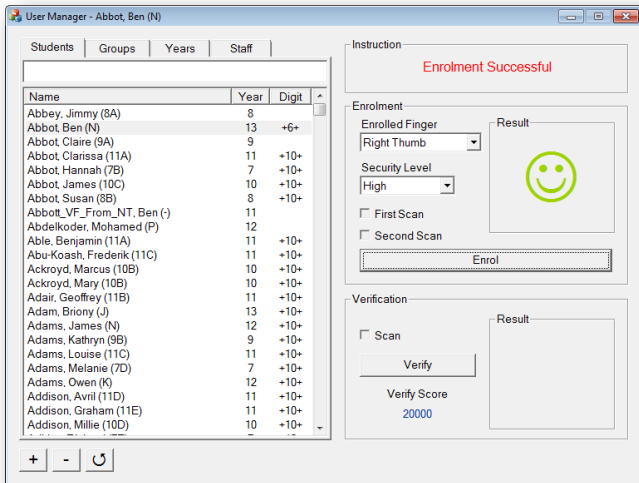 User Manager - Abbot, Ben (N)
Students Groups Years Staff
Name Year Digit
Abbey, Jimmy (8A) 8
Abbot, Ben (N) 13 +6+
Abbot, Claire (9A) 9
Abbot, Clarissa (11A) 11 +10+
Abbot, Hannah (7B) 7 +10+
Abbot, James (10C) 10 +10+
Abbot, Susan (8B) 8 +10+
Abbott_VF_From_NT, Ben (-) 11
Abdelkoder, Mohamed (P) 12
Able, Benjamin (11A) 11 +10+
Abu-Koash, Frederik (11C) 11 +10+
Ackroyd, Marcus (10B) 10 +10+
Ackroyd, Mary (10B) 10 +10+
Adair, Geoffrey (11B) 11 +10+
Adam, Briony (J) 13 +10+
Adams, James (N) 12 +10+
Adams, Kathryn (9B) 9 +10+
Adams, Louise (11C) 11 +10+
Adams, Melanie (7D) 7 +10+
Adams, Owen (K) 12 +10+
Addison, Avril (11D) 11 +10+
Addison, Graham (11E) 11 +10+
Addison, Millie (10D) 10 +10+
+ -
Instruction
Enrolment Successful
Enrolment
Enrolled Finger
Right Thumb
Security Level
High
First Scan
Second Scan
Result
Enrol
Verification
Scan
Verify
Verify Score
20000
Result